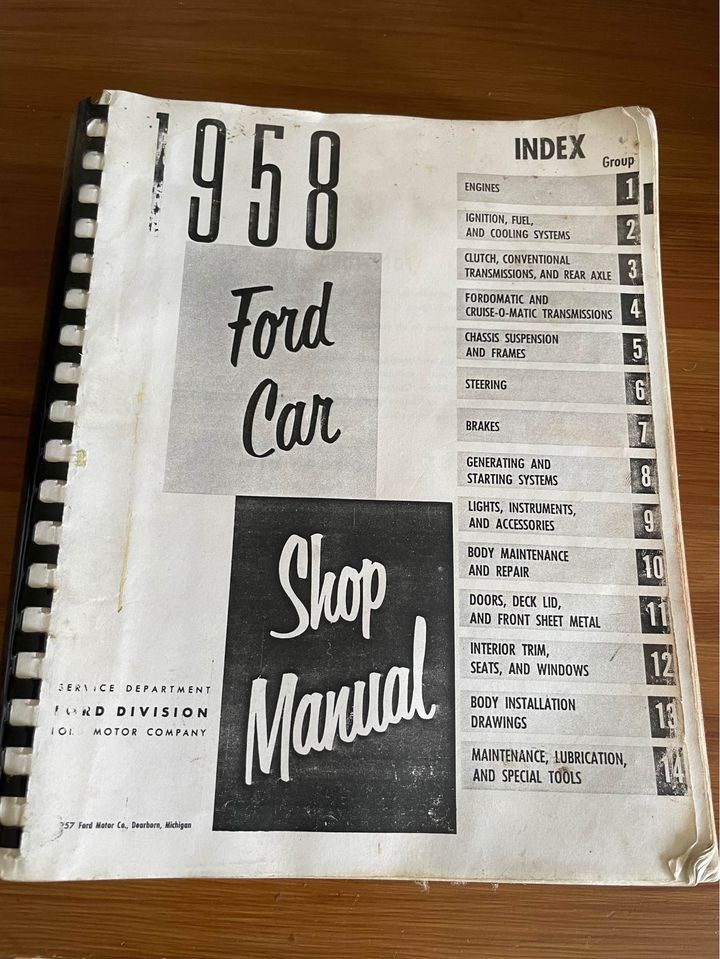 1958
Ford
Car
Shop
Manual
SERVICE DEPARTMENT
FORD DIVISION
FORD MOTOR COMPANY
957 Ford Motor Co., Dearborn, Michigan
INDEX
Group
ENGINES 1
IGNITION, FUEL,
AND COOLING SYSTEMS 2
CLUTCH, CONVENTIONAL
TRANSMISSIONS, AND REAR AXLE 3
FORDOMATIC AND
CRUISE-O-MATIC TRANSMISSIONS 4
CHASSIS SUSPENSION
AND FRAMES 5
STEERING 6
BRAKES 7
GENERATING AND
STARTING SYSTEMS 8
LIGHTS, INSTRUMENTS,
AND ACCESSORIES 9
BODY MAINTENANCE
AND REPAIR 10
DOORS, DECK LID,
AND FRONT SHEET METAL 11
INTERIOR TRIM,
SEATS, AND WINDOWS 12
BODY INSTALLATION
DRAWINGS 13
MAINTENANCE, LUBRICATION,
AND SPECIAL TOOLS 14